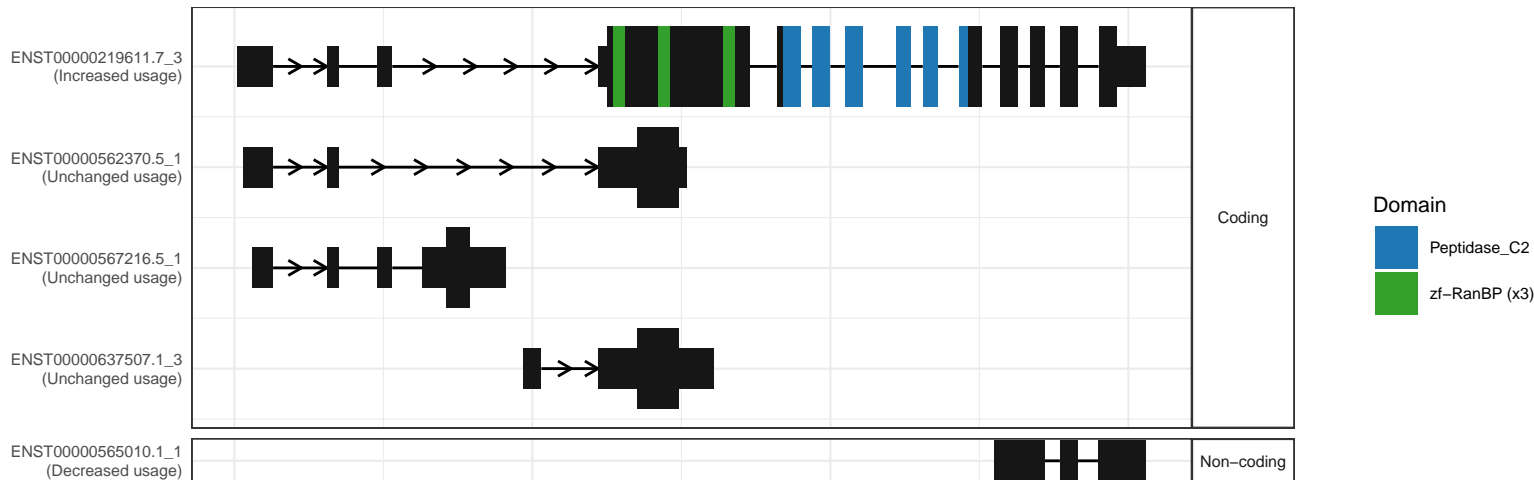 ENST00000219611.7_3
(Increased usage)
ENST00000562370.5_1
(Unchanged usage)
ENST00000567216.5_1
(Unchanged usage)
ENST00000637507.1_3
(Unchanged usage)
Coding
ENST00000565010.1_1
(Decreased usage)
Non−coding
Domain
Peptidase_C2
zf−RanBP (x3)